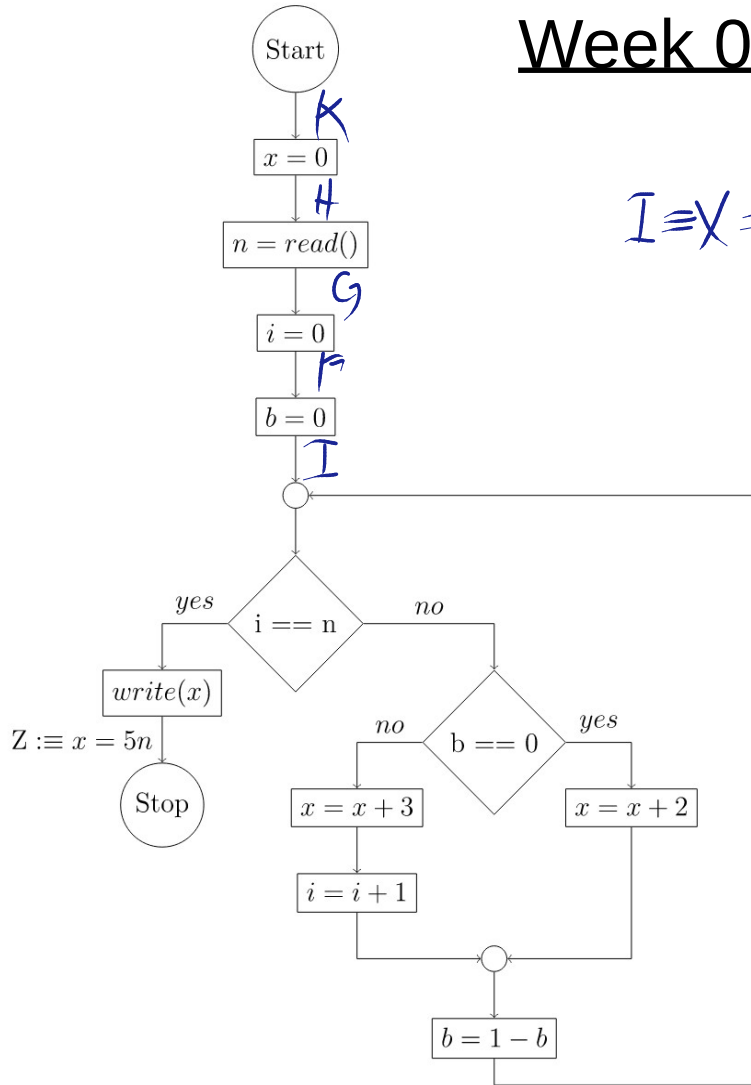 Start
Week 0
K
x = 0
H
I ≡ X =
n = read()
G
i = 0
F
b = 0
I
yes
i == n
no
write(x)
Z :≡ x = 5n
Stop
no
b == 0
yes
x = x + 3
x = x + 2
i = i + 1
b = 1 − b